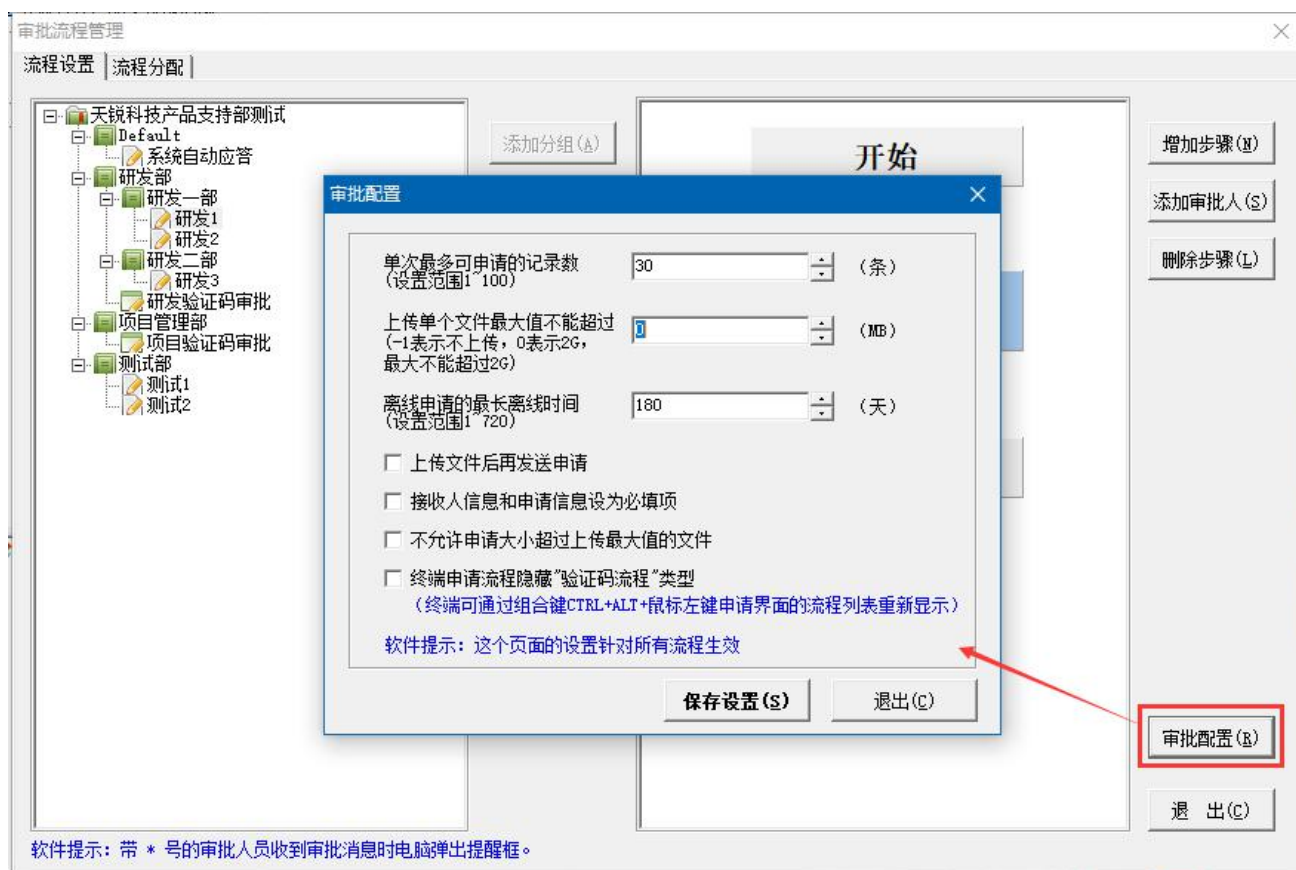 审批流程管理
流程设置
流程分配
天锐科技产品支持部测试
Default
系统自动应答
研发部
研发一部
研发1
研发2
研发二部
研发3
研发验证码审批
项目管理部
项目验证码审批
测试部
测试1
测试2
添加分组(A)
开始
增加步骤(N)
添加审批人(S)
删除步骤(L)
审批配置
单次最多可申请的记录数
(设置范围1~100)
30
(条)
上传单个文件最大值不能超过
(-1表示不上传，0表示2G，
最大不能超过2G)
0
(MB)
离线申请的最长离线时间
(设置范围1~720)
180
(天)
上传文件后再发送申请
接收人信息和申请信息设为必填项
不允许申请大小超过上传最大值的文件
终端申请流程隐藏"验证码流程"类型
(终端可通过组合键CTRL+ALT+鼠标左键申请界面的流程列表重新显示)
软件提示：这个页面的设置针对所有流程生效
保存设置(S)
退出(C)
审批配置(R)
退 出(C)
软件提示：带 * 号的审批人员收到审批消息时电脑弹出提醒框。